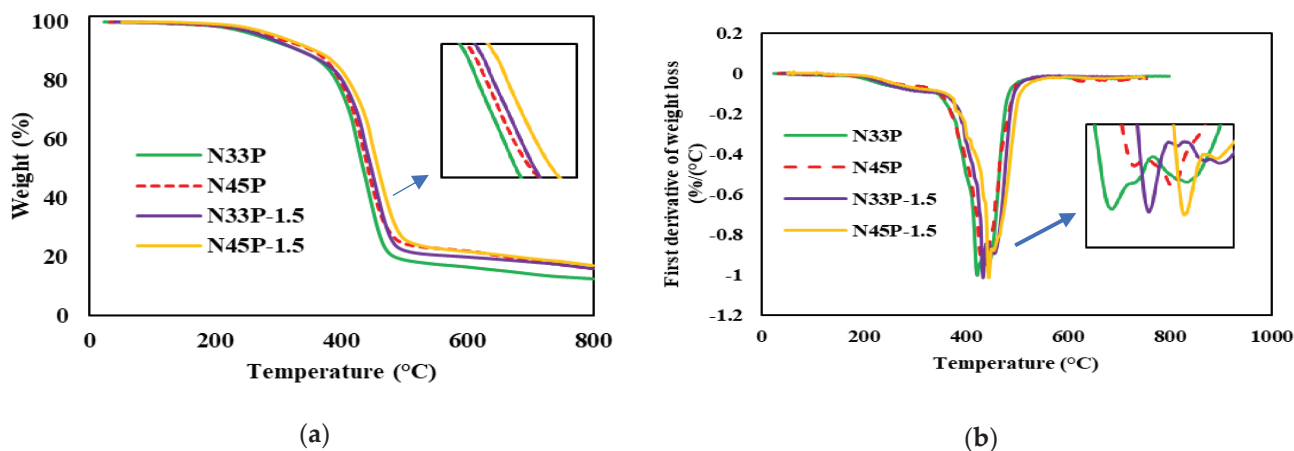 100
80
60
40
20
0
Weight (%)
N33P
N45P
N33P-1.5
N45P-1.5
0
200
400
600
800
Temperature (°C)
(a)
0.2
0
-0.2
-0.4
-0.6
-0.8
-1
-1.2
First derivative of weight loss
(%/(°C)
N33P
N45P
N33P-1.5
N45P-1.5
0
200
400
600
800
1000
Temperature (°C)
(b)